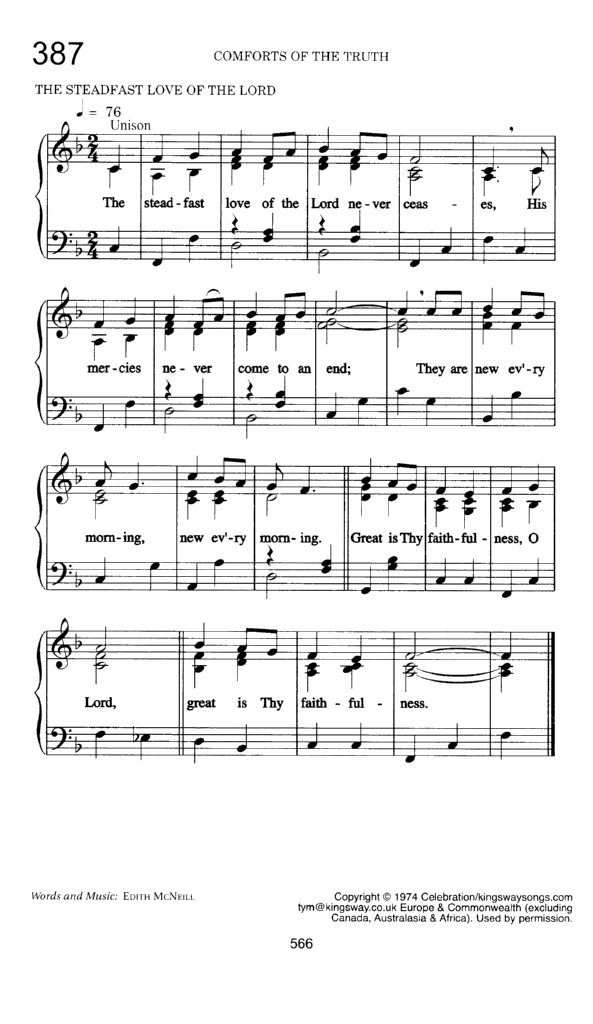 387
COMFORTS OF THE TRUTH
THE STEADFAST LOVE OF THE LORD
♩ = 76
Unison
The stead - fast love of the Lord ne - ver ceas - es, His
mer - cies ne - ver come to an end; They are new ev'- ry
morn - ing, new ev'- ry morn - ing. Great is Thy faith - ful - ness, O
Lord, great is Thy faith - ful - ness.
Words and Music: EDITH MCNEILL
Copyright © 1974 Celebration/kingswaysongs.com
tym@kingsway.co.uk Europe & Commonwealth (excluding
Canada, Australasia & Africa). Used by permission.
566